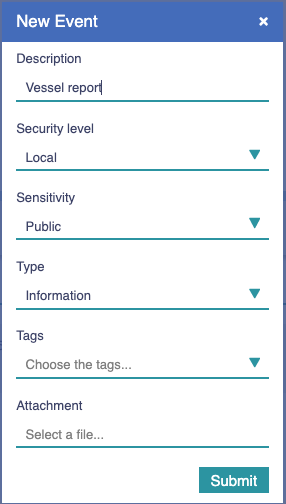 New Event ×
Description
Vessel report
Security level
Local
Sensitivity
Public
Type
Information
Tags
Choose the tags...
Attachment
Select a file...
Submit